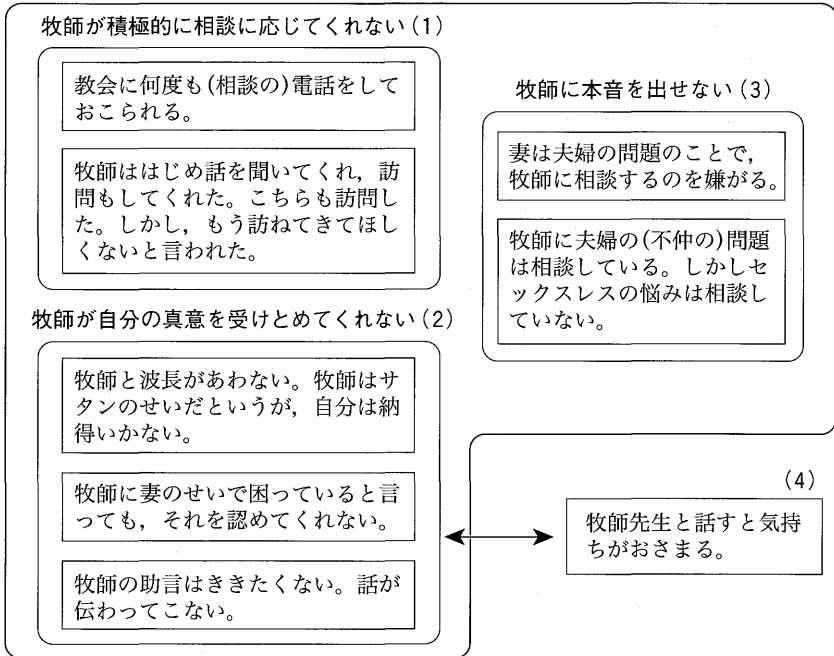 牧師が積極的に相談に応じてくれない(1)
教会に何度も(相談の)電話をして
おこられる。
牧師ははじめ話を聞いてくれ，訪
問もしてくれた。こちらも訪問し
た。しかし，もう訪ねてきてほし
くないと言われた。
牧師が自分の真意を受けとめてくれない(2)
牧師と波長があわない。牧師はサ
タンのせいだというが，自分は納
得いかない。
牧師に妻のせいで困っていると言
っても，それを認めてくれない。
牧師の助言はききたくない。話が
伝わってこない。
牧師に本音を出せない(3)
妻は夫婦の問題のことで，
牧師に相談するのを嫌がる。
牧師に夫婦の(不仲の)問題
は相談している。しかしセ
ックスレスの悩みは相談し
ていない。
(4)
牧師先生と話すと気持
ちがおさまる。